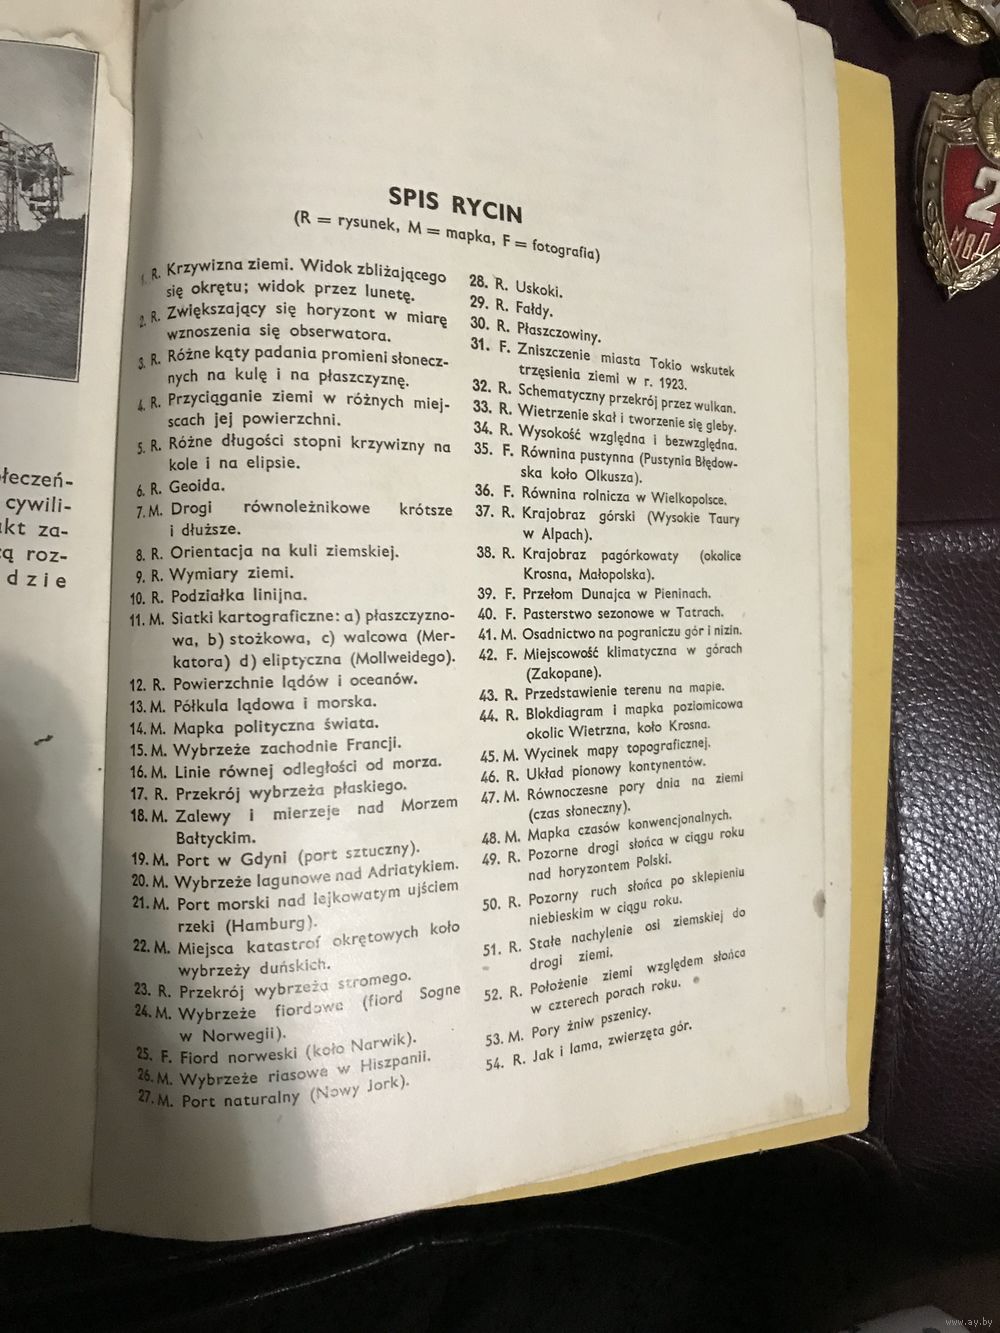 łeczeń-
cywili-
kt za-
ą roz-
dzie
SPIS RYCIN
(R = rysunek, M = mapka, F = fotografia)
1. R. Krzywizna ziemi. Widok zbliżającego
się okrętu; widok przez lunetę.
2. R. Zwiększający się horyzont w miarę
wznoszenia się obserwatora.
3. R. Różne kąty padania promieni słonecz-
nych na kulę i na płaszczyznę.
4. R. Przyciąganie ziemi w różnych miej-
scach jej powierzchni.
5. R. Różne długości stopni krzywizny na
kole i na elipsie.
6. R. Geoida.
7. M. Drogi równoleżnikowe krótsze
i dłuższe.
8. R. Orientacja na kuli ziemskiej.
9. R. Wymiary ziemi.
10. R. Podziałka linijna.
11. M. Siatki kartograficzne: a) płaszczyzno-
wa, b) stożkowa, c) walcowa (Mer-
katora) d) eliptyczna (Mollweidego).
12. R. Powierzchnie lądów i oceanów.
13. M. Półkula lądowa i morska.
14. M. Mapka polityczna świata.
15. M. Wybrzeże zachodnie Francji.
16. M. Linie równej odległości od morza.
17. R. Przekrój wybrzeża płaskiego.
18. M. Zalewy i mierzeje nad Morzem
Bałtyckim.
19. M. Port w Gdyni (port sztuczny).
20. M. Wybrzeże lagunowe nad Adriatykiem.
21. M. Port morski nad lejkowatym ujściem
rzeki (Hamburg).
22. M. Miejsca katastrof okrętowych koło
wybrzeży duńskich.
23. R. Przekrój wybrzeża stromego.
24. M. Wybrzeże fiordowe (fiord Sogne
w Norwegii).
25. F. Fiord norweski (koło Narwik).
26. M. Wybrzeże riasowe w Hiszpanii.
27. M. Port naturalny (Nowy Jork).
28. R. Uskoki.
29. R. Fałdy.
30. R. Płaszczowiny.
31. F. Zniszczenie miasta Tokio wskutek
trzęsienia ziemi w r. 1923.
32. R. Schematyczny przekrój przez wulkan.
33. R. Wietrzenie skał i tworzenie się gleby.
34. R. Wysokość względna i bezwzględna.
35. F. Równina pustynna (Pustynia Błędow-
ska koło Olkusza).
36. F. Równina rolnicza w Wielkopolsce.
37. R. Krajobraz górski (Wysokie Taury
w Alpach).
38. R. Krajobraz pagórkowaty (okolice
Krosna, Małopolska).
39. F. Przełom Dunajca w Pieninach.
40. F. Pasterstwo sezonowe w Tatrach.
41. M. Osadnictwo na pograniczu gór i nizin.
42. F. Miejscowość klimatyczna w górach
(Zakopane).
43. R. Przedstawienie terenu na mapie.
44. R. Blokdiagram i mapka poziomicowa
okolic Wietrzna, koło Krosna.
45. M. Wycinek mapy topograficznej.
46. R. Układ pionowy kontynentów.
47. M. Równoczesne pory dnia na ziemi
(czas słoneczny).
48. M. Mapka czasów konwencjonalnych.
49. R. Pozorne drogi słońca w ciągu roku
nad horyzontem Polski.
50. R. Pozorny ruch słońca po sklepieniu
niebieskim w ciągu roku.
51. R. Stałe nachylenie osi ziemskiej do
drogi ziemi.
52. R. Położenie ziemi względem słońca
w czterech porach roku.
53. M. Pory żniw pszenicy.
54. R. Jak i lama, zwierzęta gór.
2
МВД
www.ay.by